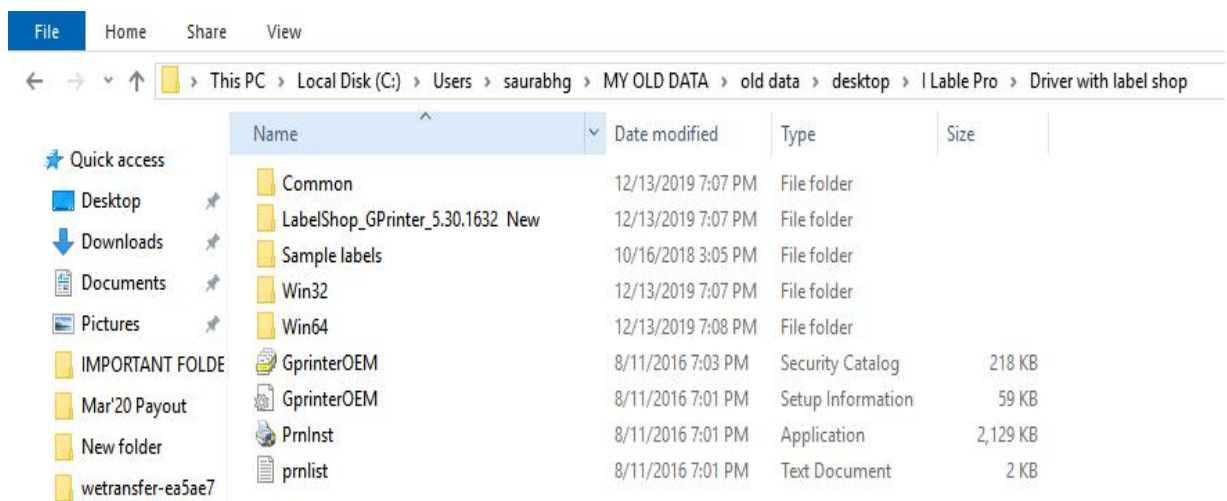 File Home Share View
This PC > Local Disk (C:) > Users > saurabhg > MY OLD DATA > old data > desktop > I Lable Pro > Driver with label shop
Name Date modified Type Size
Quick access
Desktop
Downloads
Documents
Pictures
IMPORTANT FOLDE
Mar'20 Payout
New folder
wetransfer-ea5ae7
Common 12/13/2019 7:07 PM File folder
LabelShop_GPrinter_5.30.1632 New 12/13/2019 7:07 PM File folder
Sample labels 10/16/2018 3:05 PM File folder
Win32 12/13/2019 7:07 PM File folder
Win64 12/13/2019 7:08 PM File folder
GprinterOEM 8/11/2016 7:03 PM Security Catalog 218 KB
GprinterOEM 8/11/2016 7:01 PM Setup Information 59 KB
PrnInst 8/11/2016 7:01 PM Application 2,129 KB
prnlist 8/11/2016 7:01 PM Text Document 2 KB